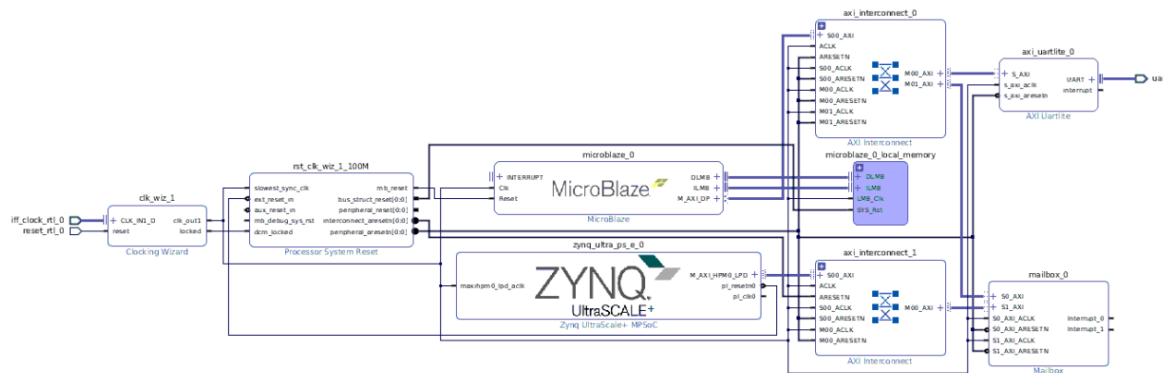 axi_interconnect_0
S00_AXI
ACLK
ARESETN
S00_ACLK
S00_ARESETN
M00_ACLK
M00_ARESETN
M01_ACLK
M01_ARESETN
M00_AXI
M01_AXI
AXI Interconnect
axi_uartlite_0
S_AXI
s_axi_aclk
s_axi_aresetn
UART
interrupt
AXI Uartlite
ua
microblaze_0_local_memory
DLMB
ILMB
LMB_Clk
SYS_Rst
microblaze_0
INTERRUPT
Clk
Reset
MicroBlaze
DLMB
ILMB
M_AXI_DP
MicroBlaze
rst_clk_wiz_1_100M
slowest_sync_clk
ext_reset_in
aux_reset_in
mb_debug_sys_rst
dcm_locked
mb_reset
bus_struct_reset[0:0]
peripheral_reset[0:0]
interconnect_aresetn[0:0]
peripheral_aresetn[0:0]
Processor System Reset
clk_wiz_1
CLK_IN1_D
reset
clk_out1
locked
Clocking Wizard
iff_clock_rtl_0
reset_rtl_0
zynq_ultra_ps_e_0
maxihpm0_lpd_aclk
ZYNQ
UltraSCALE+
M_AXI_HPM0_LPD
pl_resetn0
pl_clk0
Zynq UltraScale+ MPSoC
axi_interconnect_1
S00_AXI
ACLK
ARESETN
S00_ACLK
S00_ARESETN
M00_ACLK
M00_ARESETN
M00_AXI
AXI Interconnect
mailbox_0
S0_AXI
S1_AXI
S0_AXI_ACLK
S0_AXI_ARESETN
S1_AXI_ACLK
S1_AXI_ARESETN
Interrupt_0
Interrupt_1
Mailbox